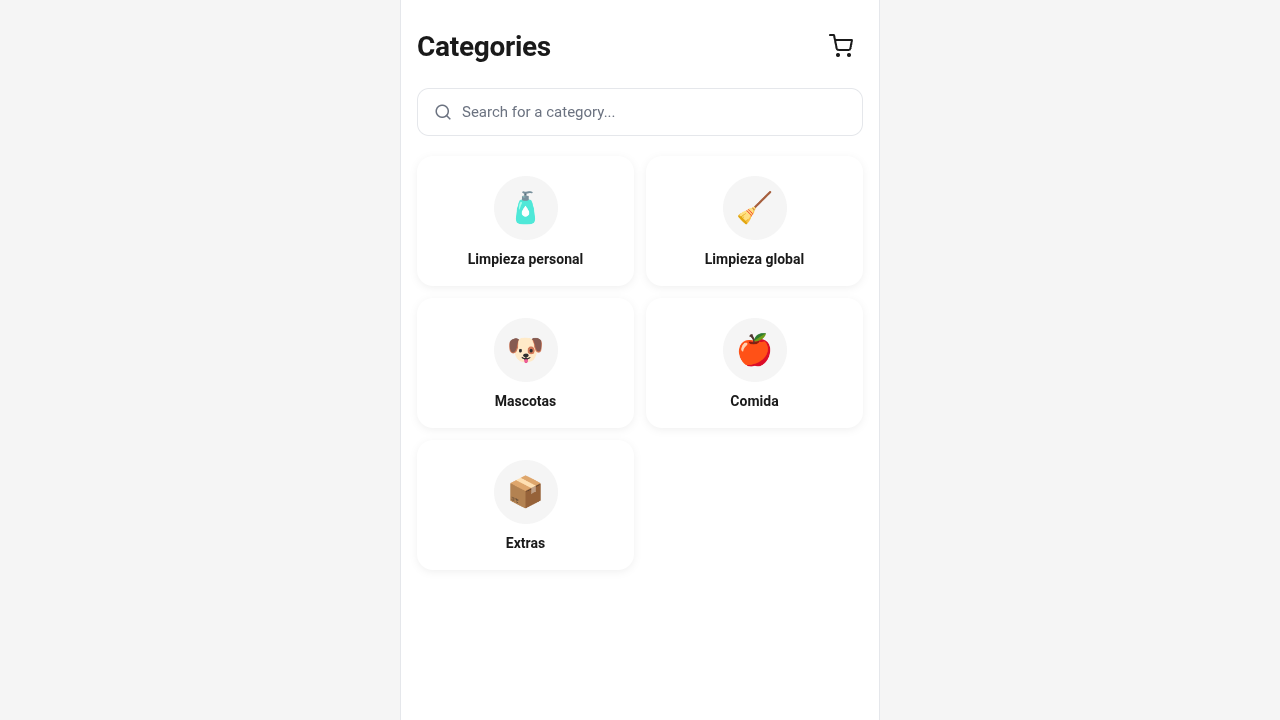 Categories
Search for a category...
Limpieza personal
Limpieza global
Mascotas
Comida
Extras